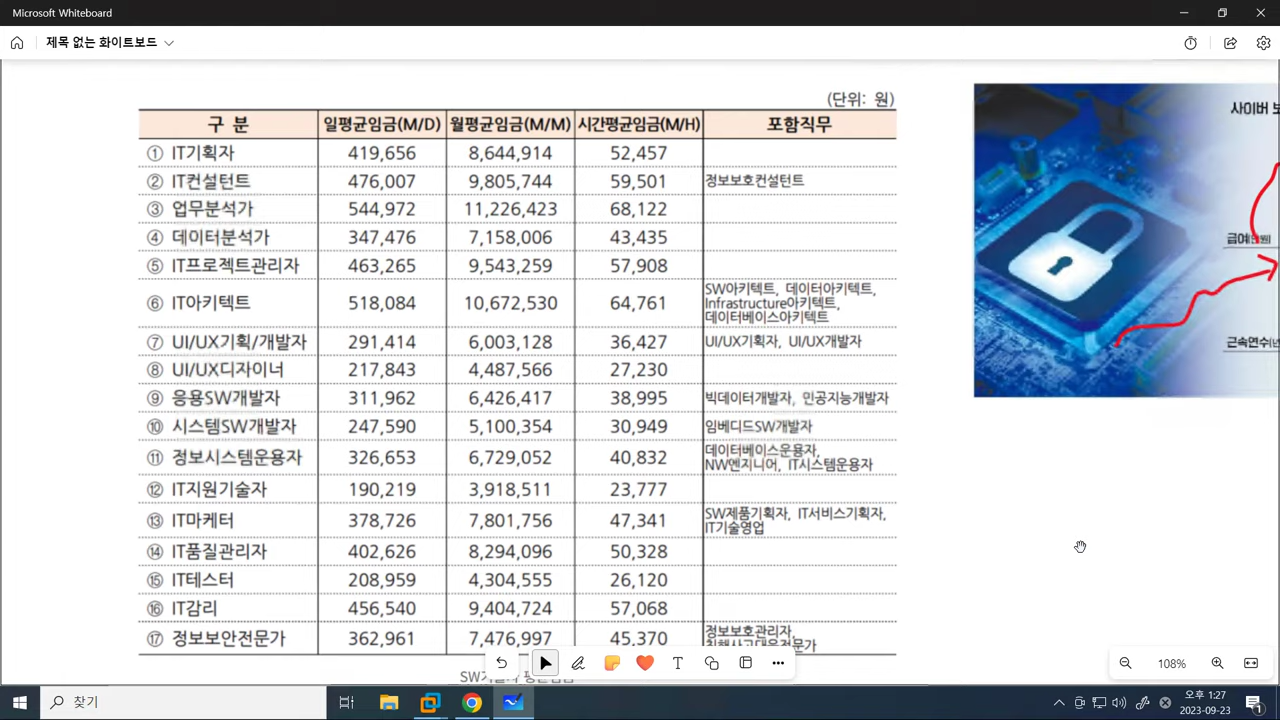 Microsoft Whiteboard
제목 없는 화이트보드
(단위: 원)
구 분 일평균임금(M/D) 월평균임금(M/M) 시간평균임금(M/H) 포함직무
① IT기획자 419,656 8,644,914 52,457
② IT컨설턴트 476,007 9,805,744 59,501 정보보호컨설턴트
③ 업무분석가 544,972 11,226,423 68,122
④ 데이터분석가 347,476 7,158,006 43,435
⑤ IT프로젝트관리자 463,265 9,543,259 57,908
⑥ IT아키텍트 518,084 10,672,530 64,761 SW아키텍트, 데이터아키텍트,
Infrastructure아키텍트,
데이터베이스아키텍트
⑦ UI/UX기획/개발자 291,414 6,003,128 36,427 UI/UX기획자, UI/UX개발자
⑧ UI/UX디자이너 217,843 4,487,566 27,230
⑨ 응용SW개발자 311,962 6,426,417 38,995 빅데이터개발자, 인공지능개발자
⑩ 시스템SW개발자 247,590 5,100,354 30,949 임베디드SW개발자
⑪ 정보시스템운용자 326,653 6,729,052 40,832 데이터베이스운용자,
NW엔지니어, IT시스템운용자
⑫ IT지원기술자 190,219 3,918,511 23,777
⑬ IT마케터 378,726 7,801,756 47,341 SW제품기획자, IT서비스기획자,
IT기술영업
⑭ IT품질관리자 402,626 8,294,096 50,328
⑮ IT테스터 208,959 4,304,555 26,120
⑯ IT감리 456,540 9,404,724 57,068
⑰ 정보보안전문가 362,961 7,476,997 45,370 정보보호관리자,
사이버 보
급여
근속연수
108%
찾기
오후 1:27
2023-09-23
1